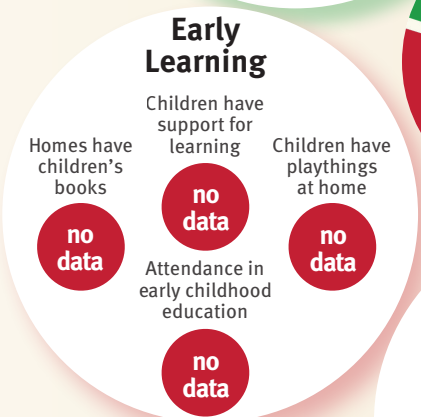 Early
Learning
Children have
support for
learning
no
data
Homes have
children's
books
no
data
Children have
playthings
at home
no
data
Attendance in
early childhood
education
no
data